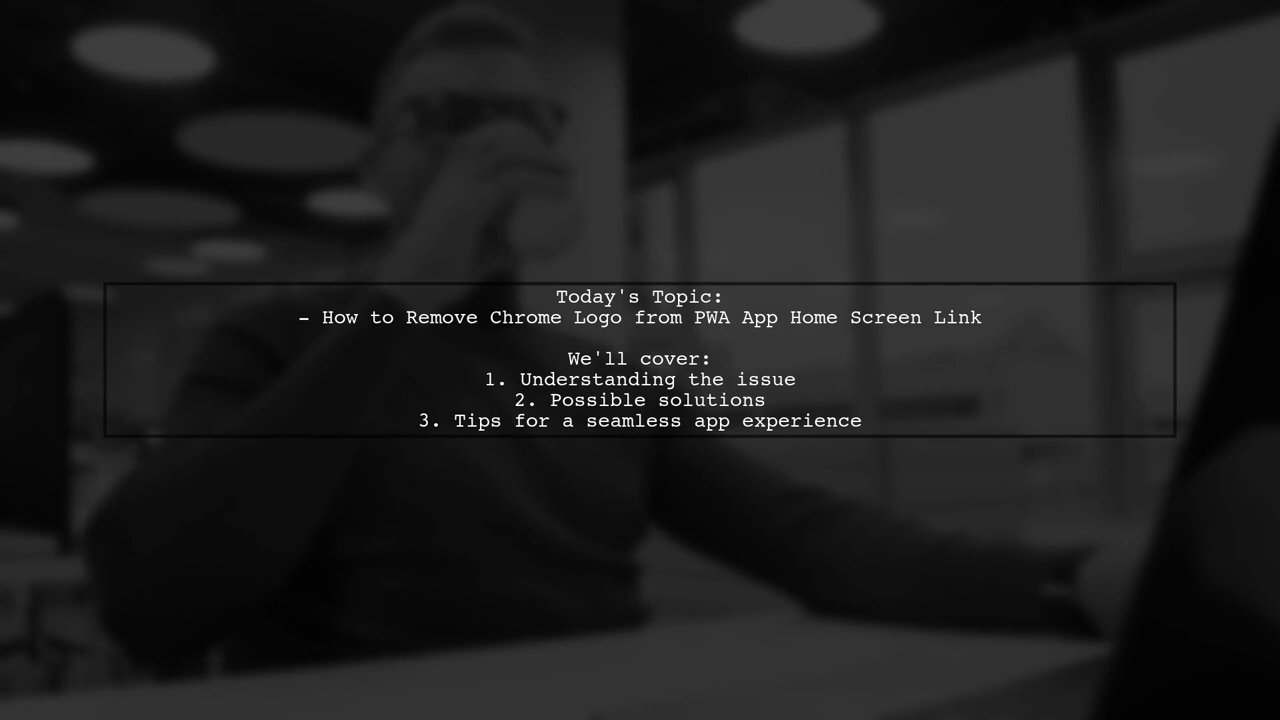 Today's Topic:
- How to Remove Chrome Logo from PWA App Home Screen Link
We'll cover:
1. Understanding the issue
2. Possible solutions
3. Tips for a seamless app experience